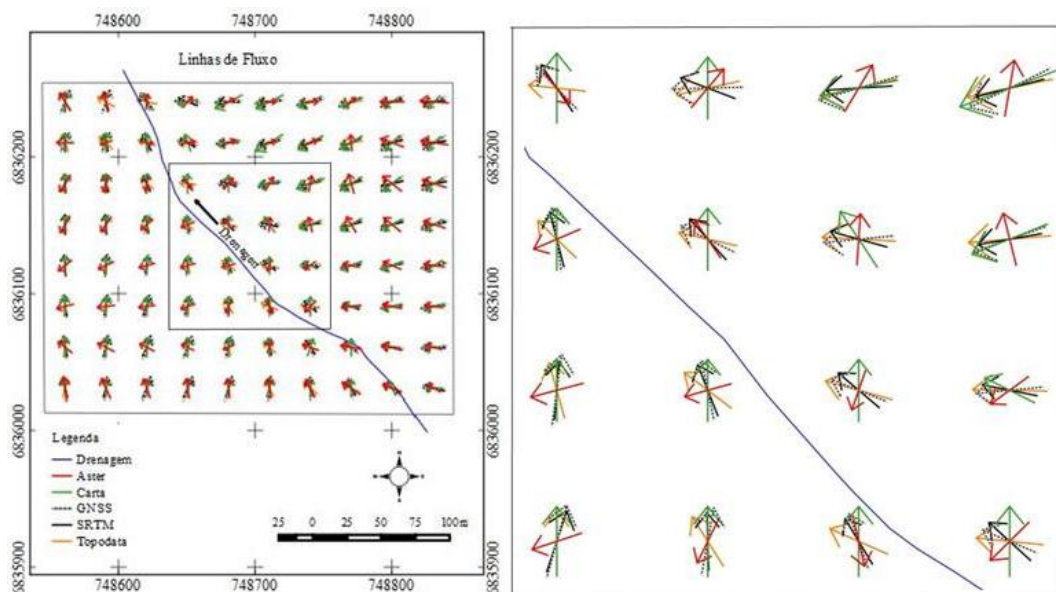 748600 748700 748800
Linhas de Fluxo
6836200
6836100
6836000
6835900
Drenagem
Legenda
Drenagem
Aster
Carta
GNSS
SRTM
Topodata
25 0 25 50 75 100m
6836200
6836100
6836000
6835900
748600 748700 748800